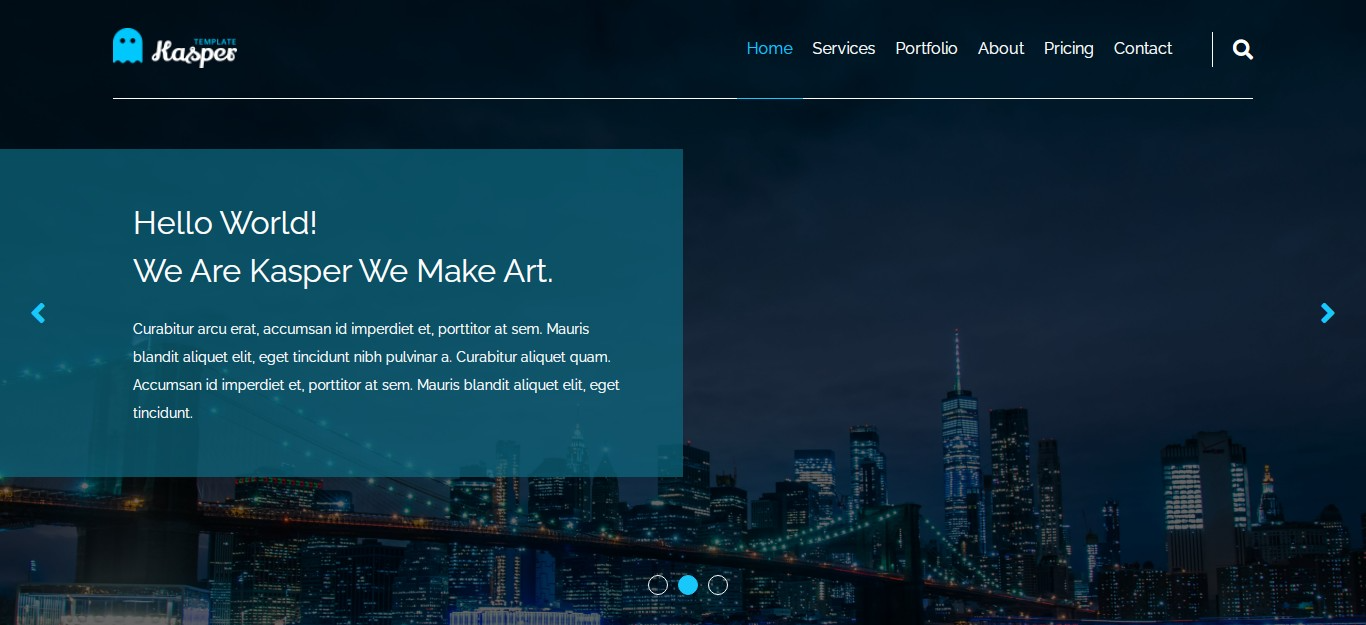 TEMPLATE
Kasper
Home Services Portfolio About Pricing Contact
Hello World!
We Are Kasper We Make Art.
Curabitur arcu erat, accumsan id imperdiet et, porttitor at sem. Mauris
blandit aliquet elit, eget tincidunt nibh pulvinar a. Curabitur aliquet quam.
Accumsan id imperdiet et, porttitor at sem. Mauris blandit aliquet elit, eget
tincidunt.